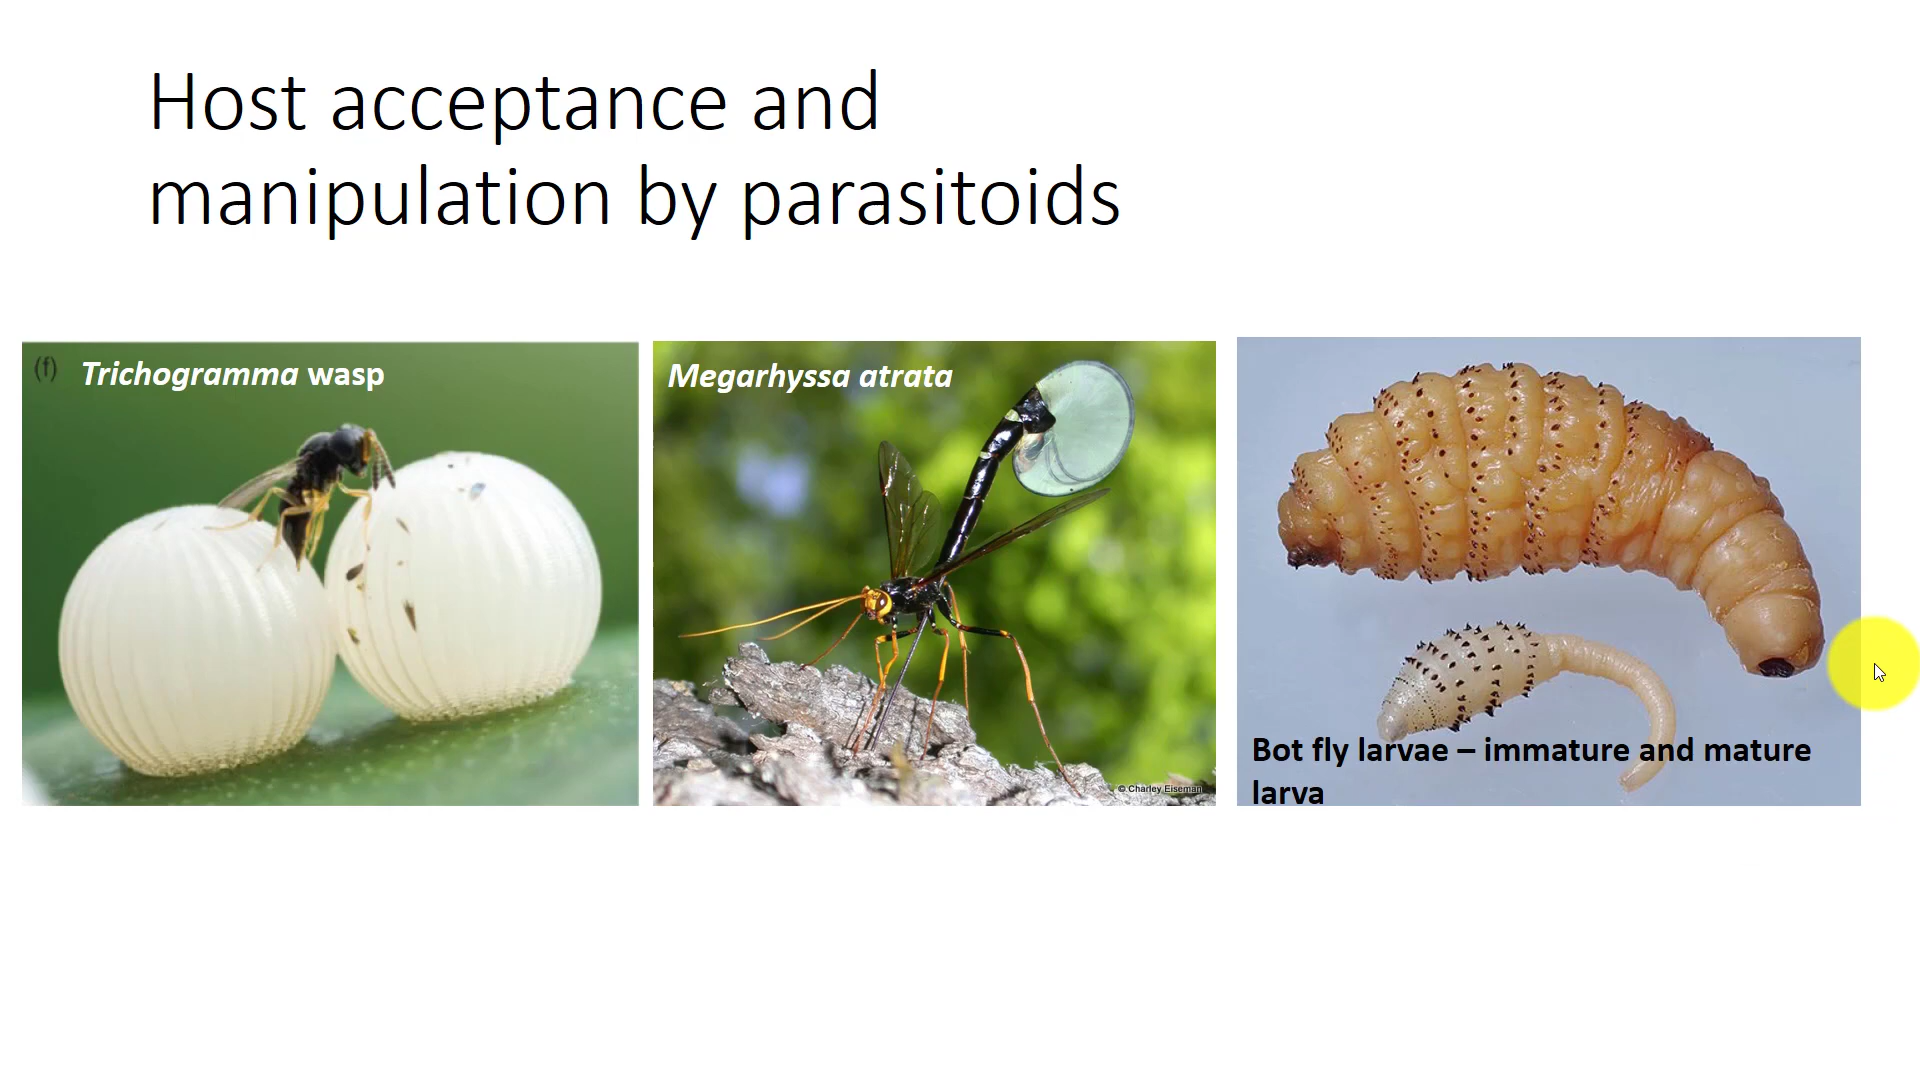 Host acceptance and
manipulation by parasitoids
(f) Trichogramma wasp
Megarhyssa atrata
© Charley Eiseman
Bot fly larvae – immature and mature
larva